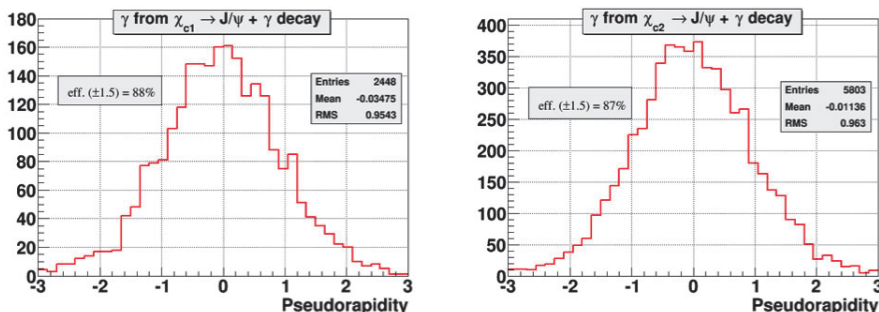 γ from χc1 → J/ψ + γ decay
180
160
140
120
100
80
60
40
20
0
eff. (±1.5) = 88%
Entries 2448
Mean -0.03475
RMS 0.9543
-3 -2 -1 0 1 2 3
Pseudorapidity
γ from χc2 → J/ψ + γ decay
400
350
300
250
200
150
100
50
0
eff. (±1.5) = 87%
Entries 5803
Mean -0.01136
RMS 0.963
-3 -2 -1 0 1 2 3
Pseudorapidity